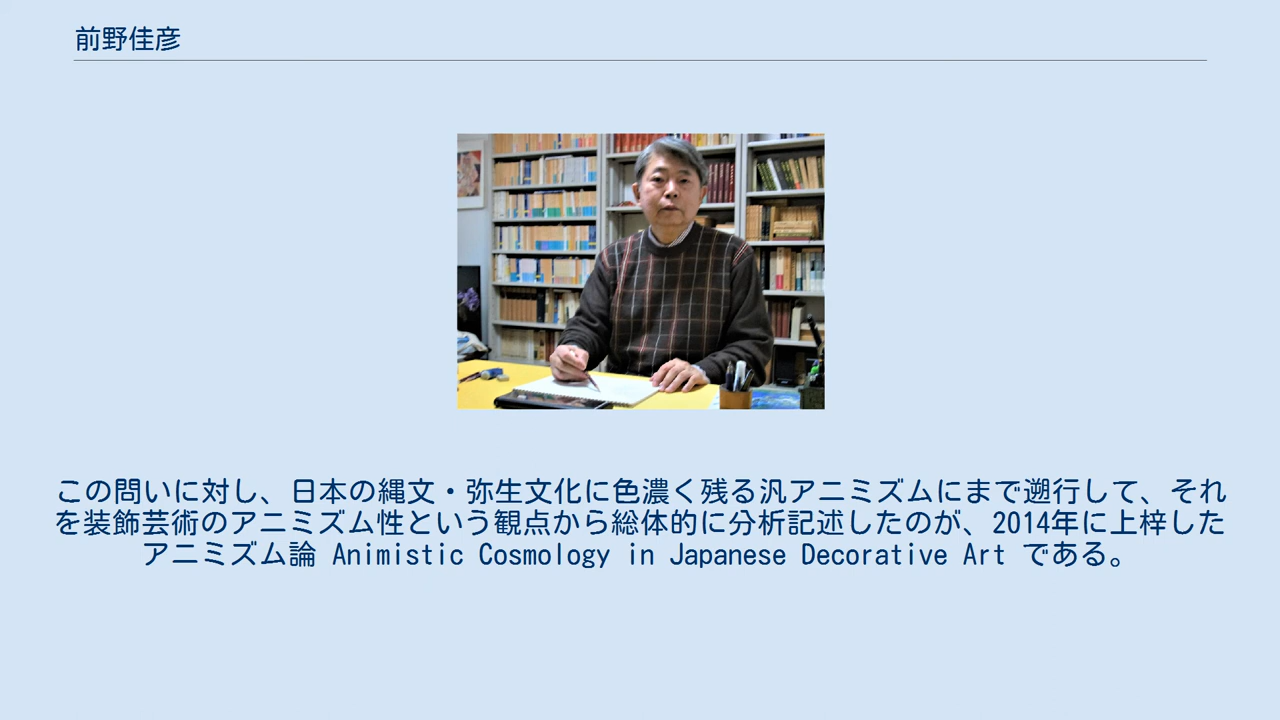 前野佳彦
この問いに対し、日本の縄文・弥生文化に色濃く残る汎アニミズムにまで遡行して、それ
を装飾芸術のアニミズム性という観点から総体的に分析記述したのが、2014年に上梓した
アニミズム論 Animistic Cosmology in Japanese Decorative Art である。